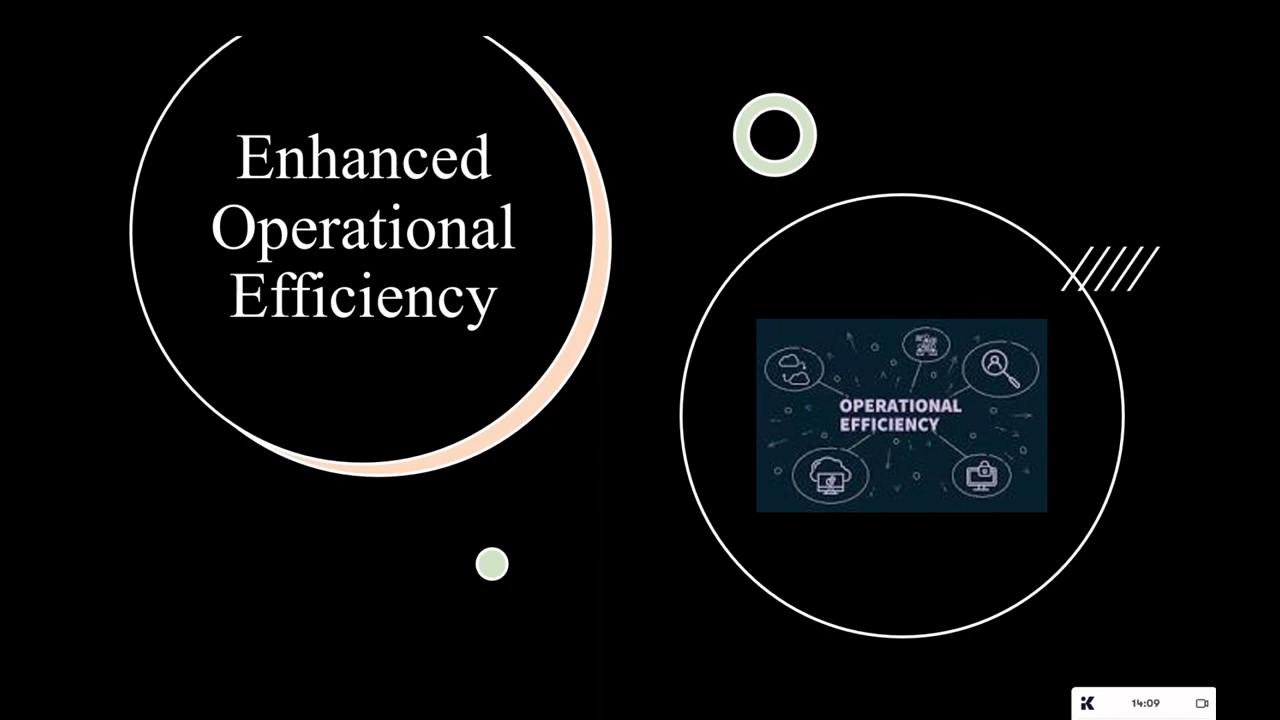 Enhanced
Operational
Efficiency
OPERATIONAL
EFFICIENCY
14:09